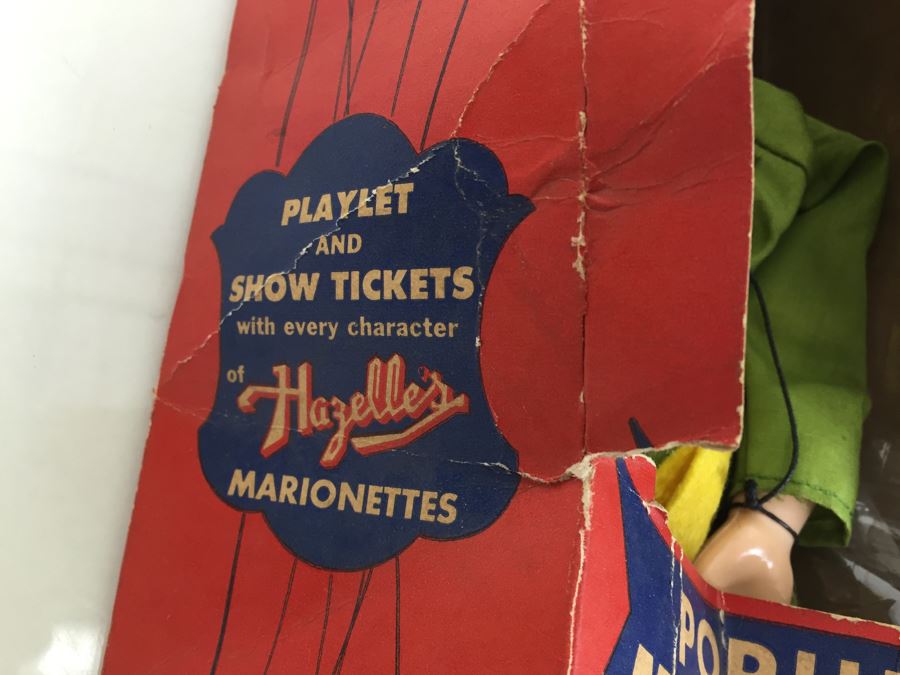 PLAYLET
AND
SHOW TICKETS
with every character
of Hazelle's
MARIONETTES